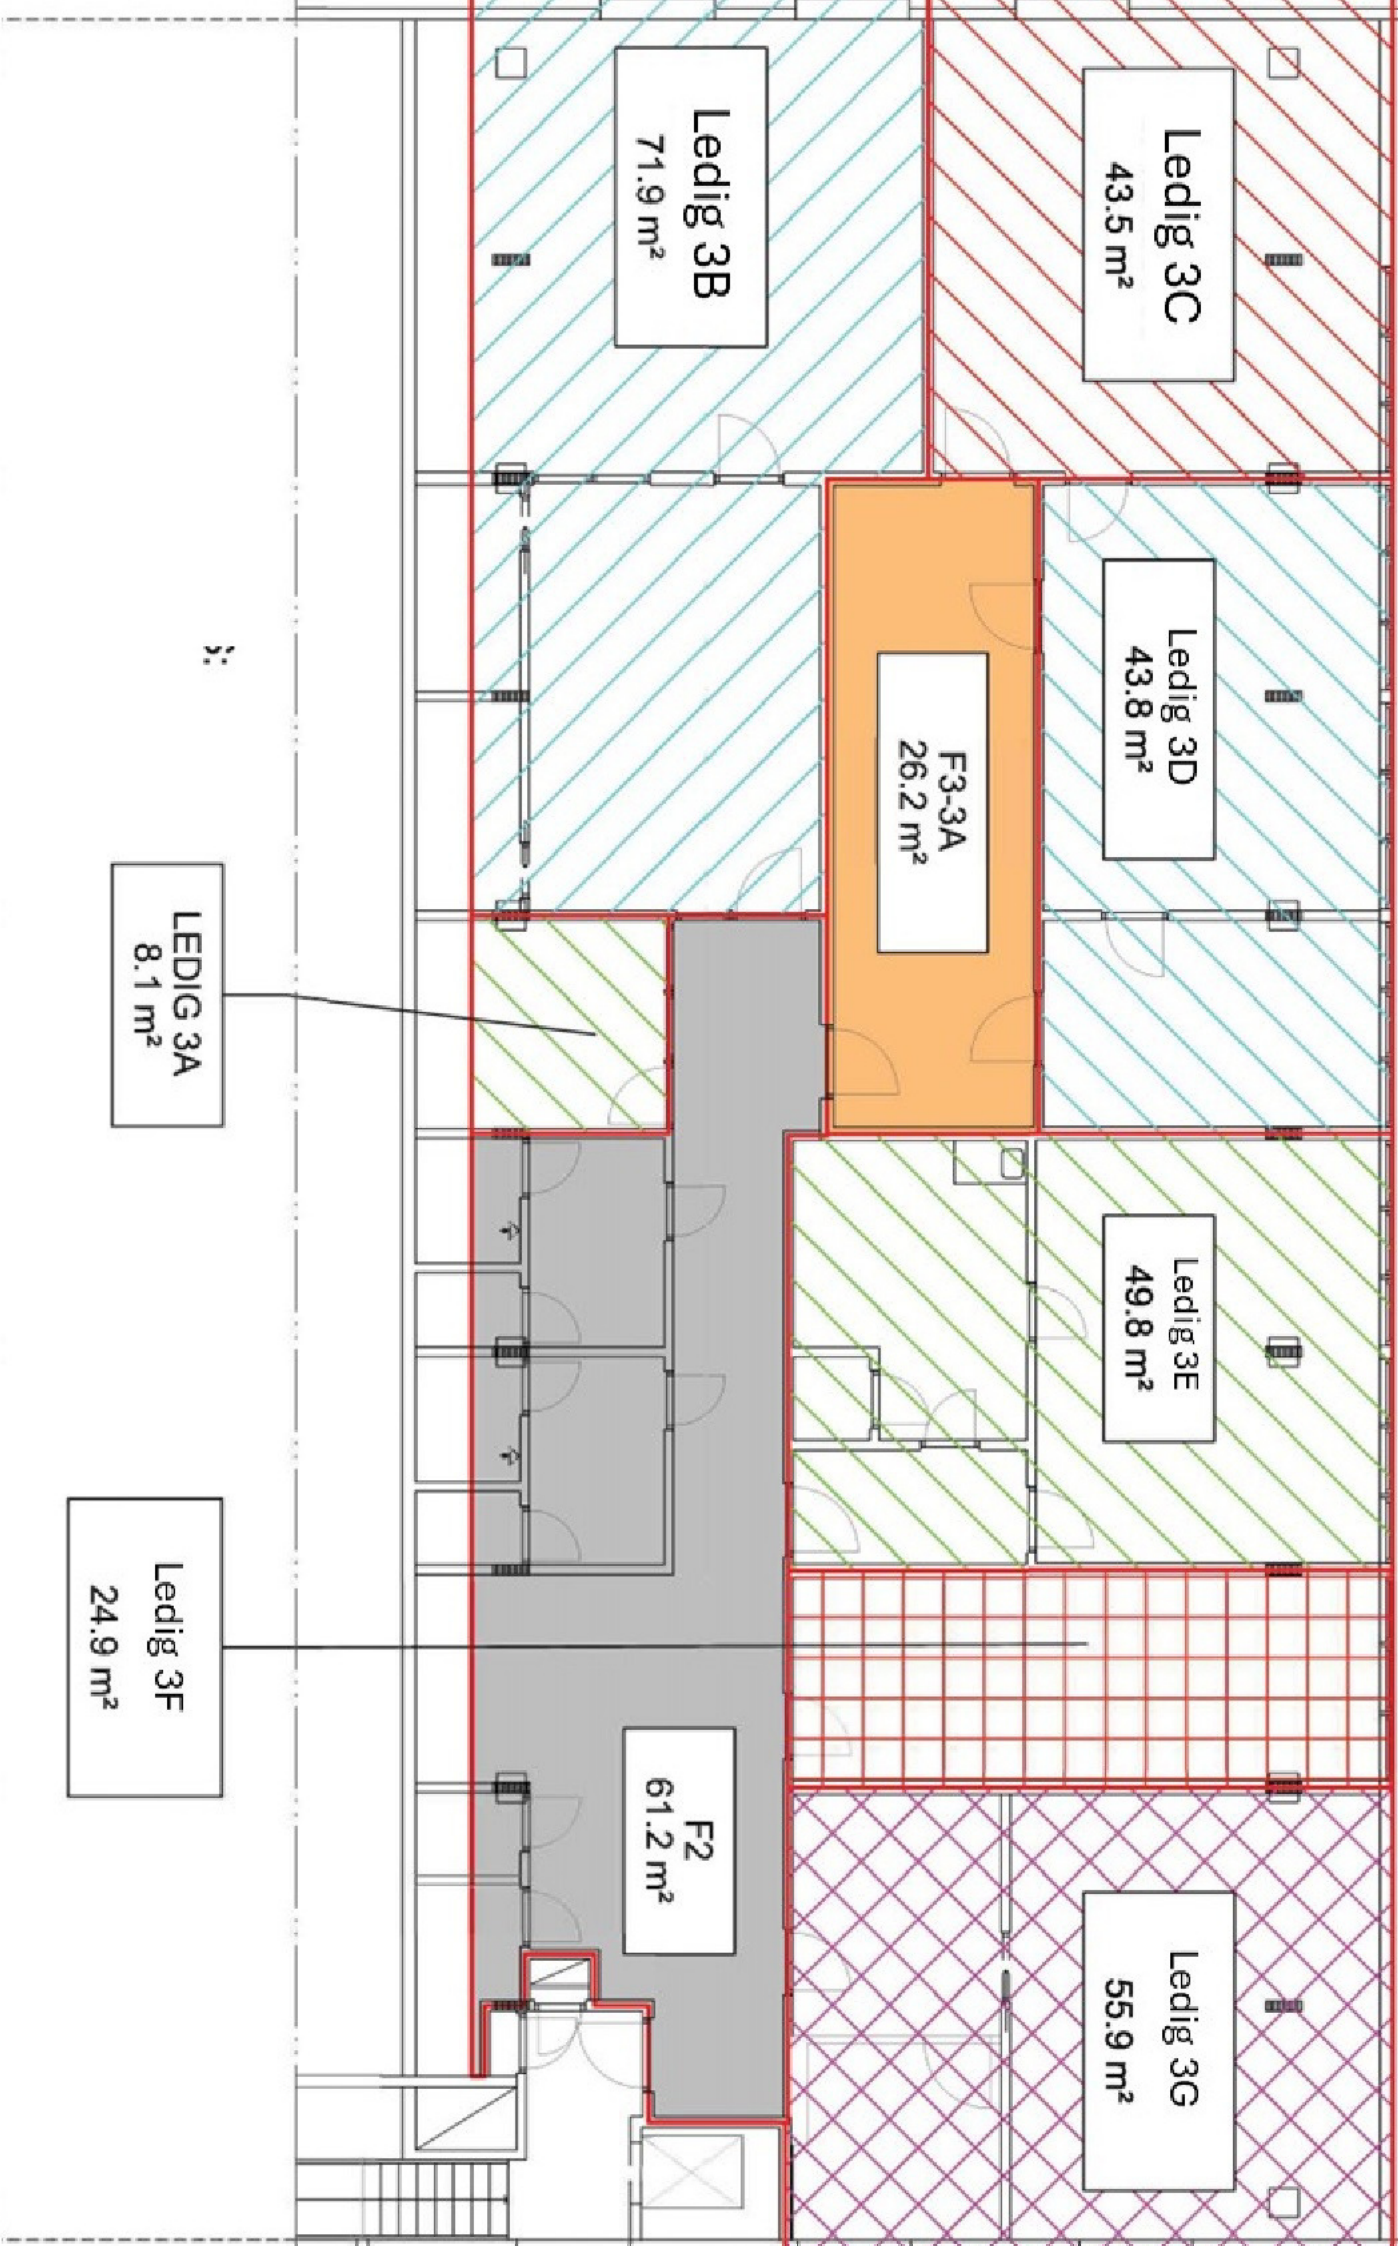 Ledig 3C
43.5 m²
Ledig 3B
71.9 m²
Ledig 3D
43.8 m²
F3-3A
26.2 m²
LEDIG 3A
8.1 m²
Ledig 3E
49.8 m²
Ledig 3F
24.9 m²
F2
61.2 m²
Ledig 3G
55.9 m²